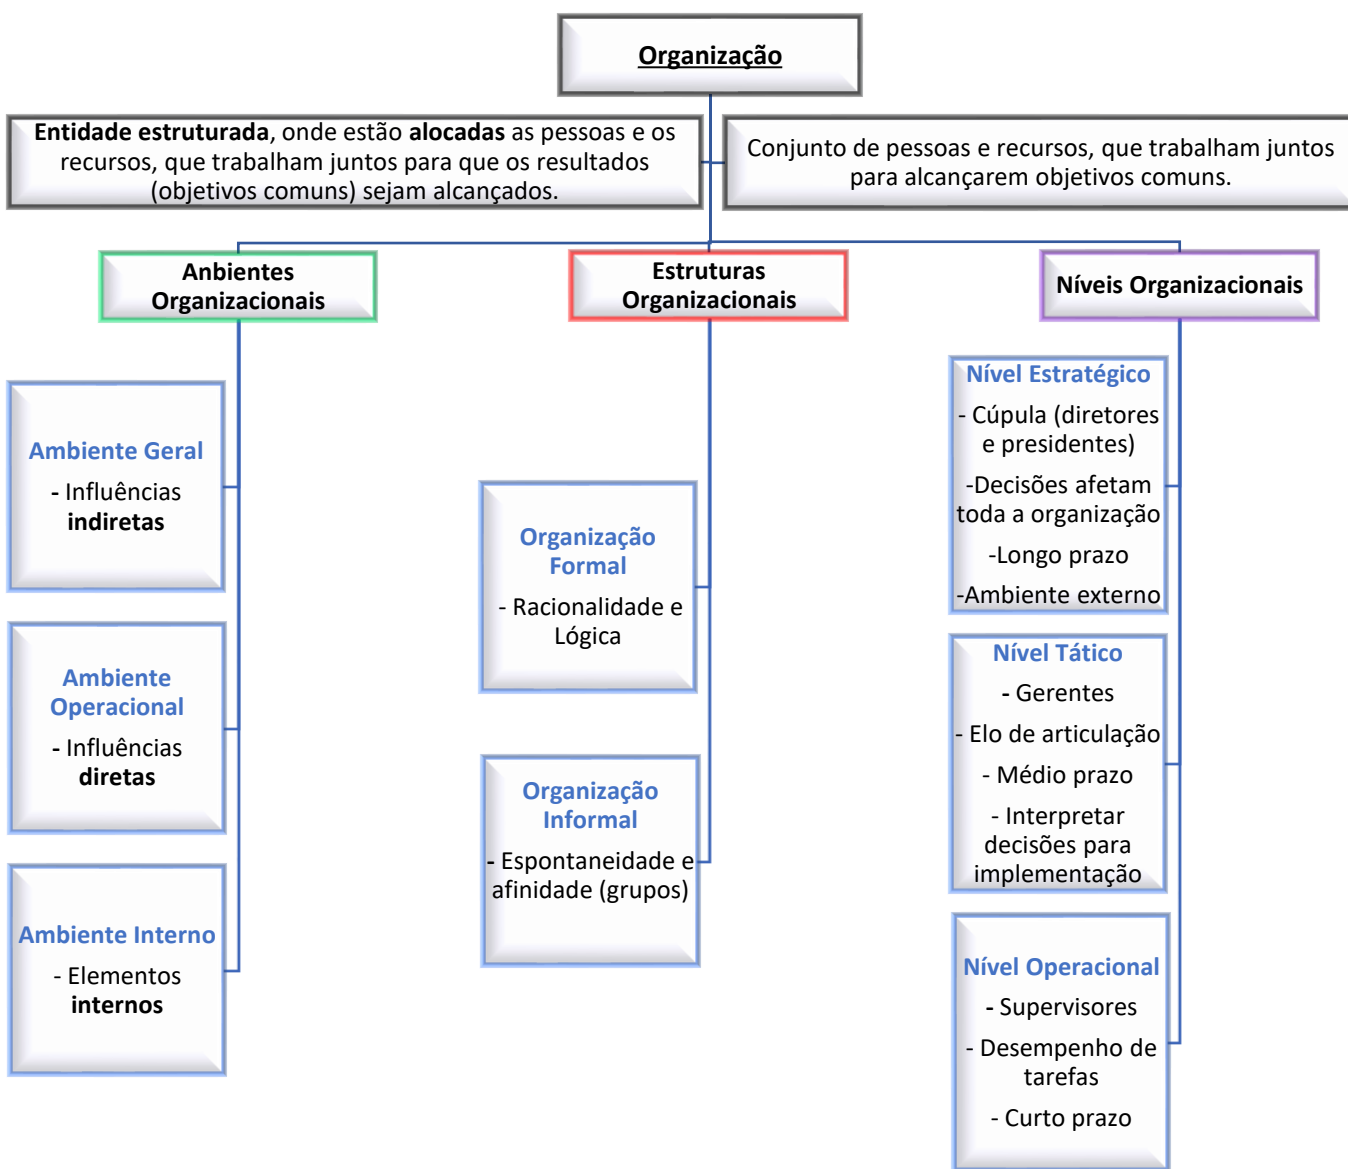 Organização
Entidade estruturada, onde estão alocadas as pessoas e os
recursos, que trabalham juntos para que os resultados
(objetivos comuns) sejam alcançados.
Conjunto de pessoas e recursos, que trabalham juntos
para alcançarem objetivos comuns.
Anbientes
Organizacionais
Ambiente Geral
- Influências
indiretas
Ambiente
Operacional
- Influências
diretas
Ambiente Interno
- Elementos
internos
Estruturas
Organizacionais
Organização
Formal
- Racionalidade e
Lógica
Organização
Informal
- Espontaneidade e
afinidade (grupos)
Níveis Organizacionais
Nível Estratégico
- Cúpula (diretores
e presidentes)
-Decisões afetam
toda a organização
-Longo prazo
-Ambiente externo
Nível Tático
- Gerentes
- Elo de articulação
- Médio prazo
- Interpretar
decisões para
implementação
Nível Operacional
- Supervisores
- Desempenho de
tarefas
- Curto prazo